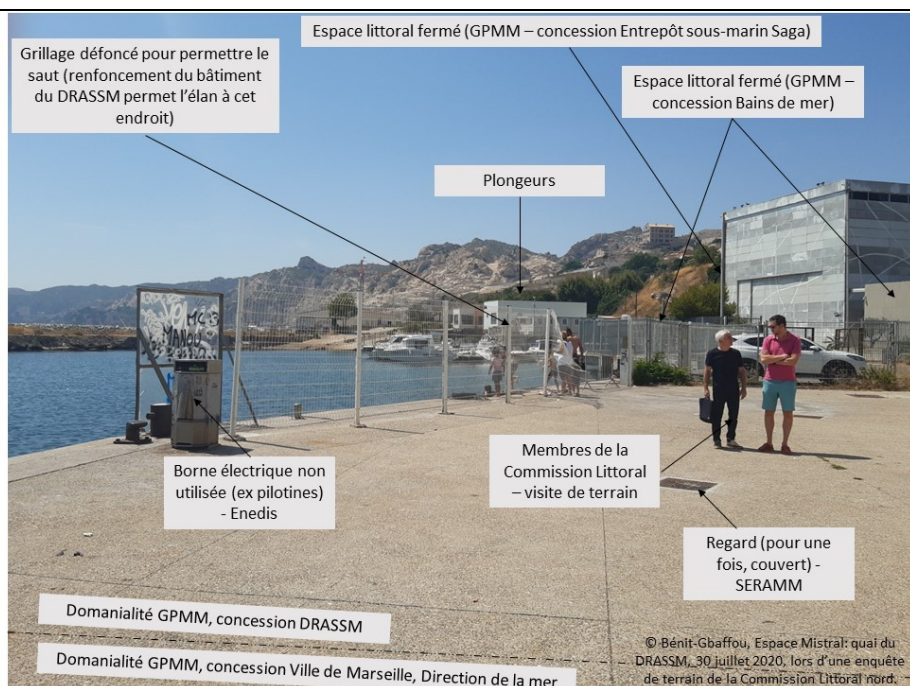 Espace littoral fermé (GPMM – concession Entrepôt sous-marin Saga)
Grillage défoncé pour permettre le
saut (renfoncement du bâtiment
du DRASSM permet l'élan à cet
endroit)
Espace littoral fermé (GPMM –
concession Bains de mer)
Plongeurs
MC
MANOU
Borne électrique non
utilisée (ex pilotines)
- Enedis
Membres de la
Commission Littoral
– visite de terrain
Regard (pour une
fois, couvert) -
SERAMM
Domanialité GPMM, concession DRASSM
Domanialité GPMM, concession Ville de Marseille, Direction de la mer
© Bénit-Gbaffou, Espace Mistral: quai du
DRASSM, 30 juillet 2020, lors d'une enquête
de terrain de la Commission Littoral nord.